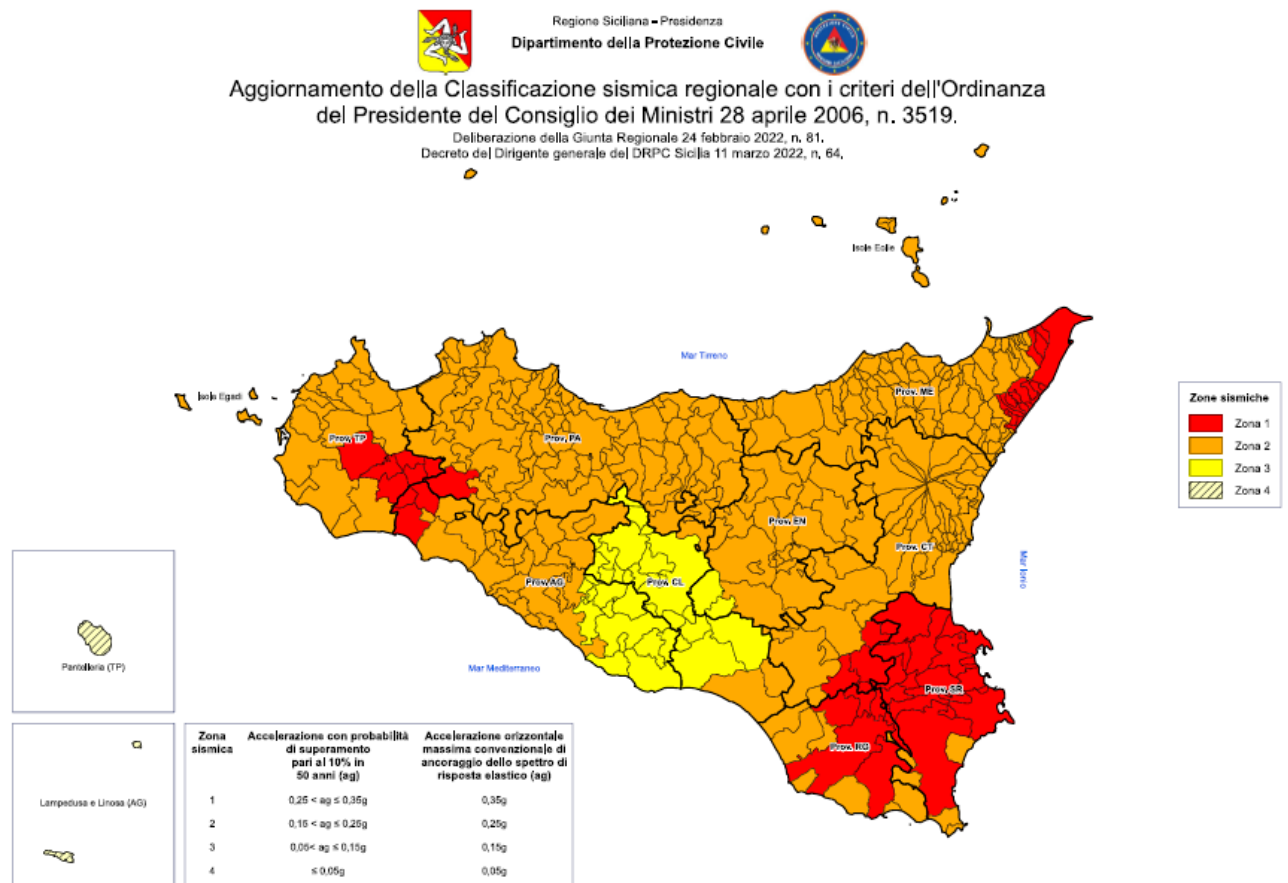 Regione Siciliana – Presidenza
Dipartimento della Protezione Civile
Aggiornamento della Classificazione sismica regionale con i criteri dell'Ordinanza
del Presidente del Consiglio dei Ministri 28 aprile 2006, n. 3519.
Deliberazione della Giunta Regionale 24 febbraio 2022, n. 81.
Decreto del Dirigente generale del DRPC Sicilia 11 marzo 2022, n. 64.
Isole Eolie
Mar Tirreno
Isole Egadi
Prov. ME
Prov. TP
Prov. PA
Prov. EN
Prov. CT
Prov. AG
Prov. CL
Mar Ionio
Mar Mediterraneo
Prov. SR
Prov. RG
Zone sismiche
Zona 1
Zona 2
Zona 3
Zona 4
Pantelleria (TP)
Lampedusa e Linosa (AG)
Zona sismica
Accelerazione con probabilità di superamento pari al 10% in 50 anni (ag)
Accelerazione orizzontale massima convenzionale di ancoraggio dello spettro di risposta elastico (ag)
1 0,25 < ag ≤ 0,35g 0,35g
2 0,15 < ag ≤ 0,25g 0,25g
3 0,05< ag ≤ 0,15g 0,15g
4 ≤ 0,05g 0,05g